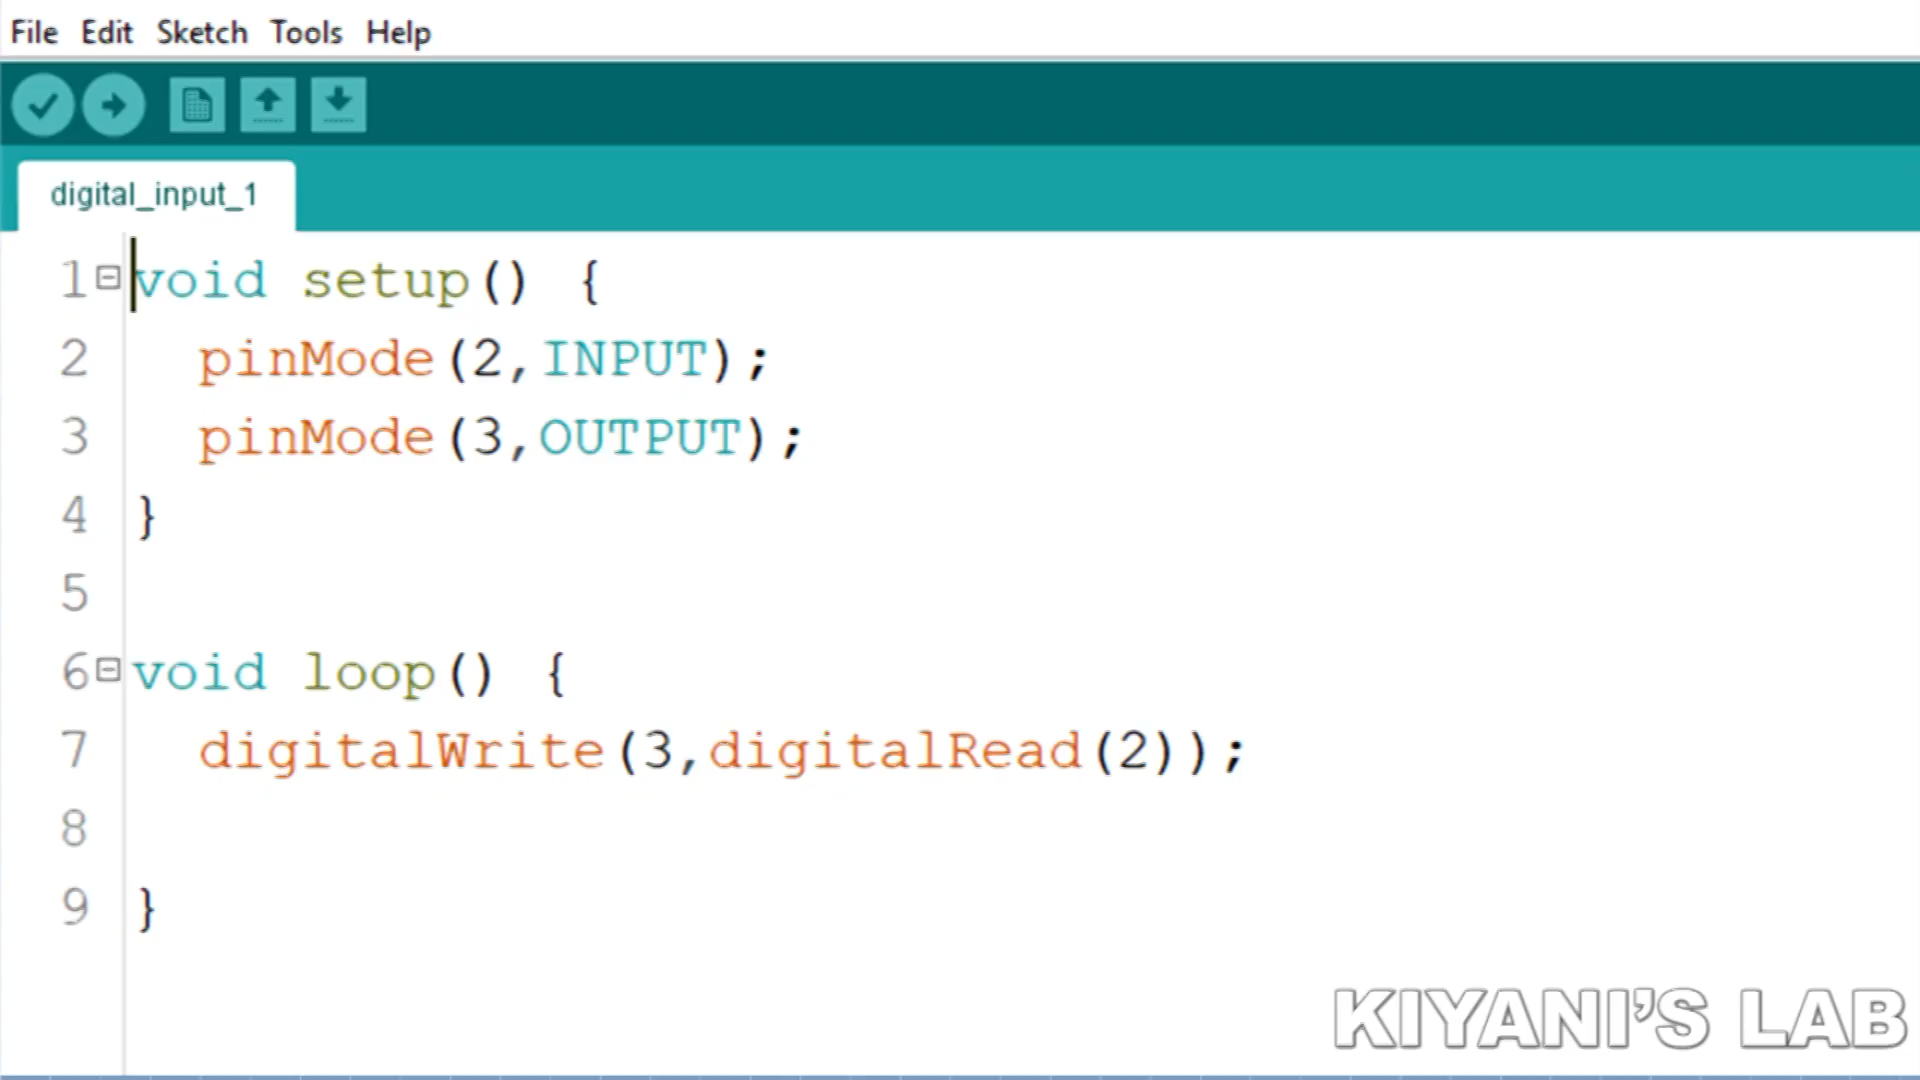 File Edit Sketch Tools Help
digital_input_1
1 void setup() {
2 pinMode(2,INPUT);
3 pinMode(3,OUTPUT);
4 }
5
6 void loop() {
7 digitalWrite(3,digitalRead(2));
8
9 }
KIYANI'S LAB